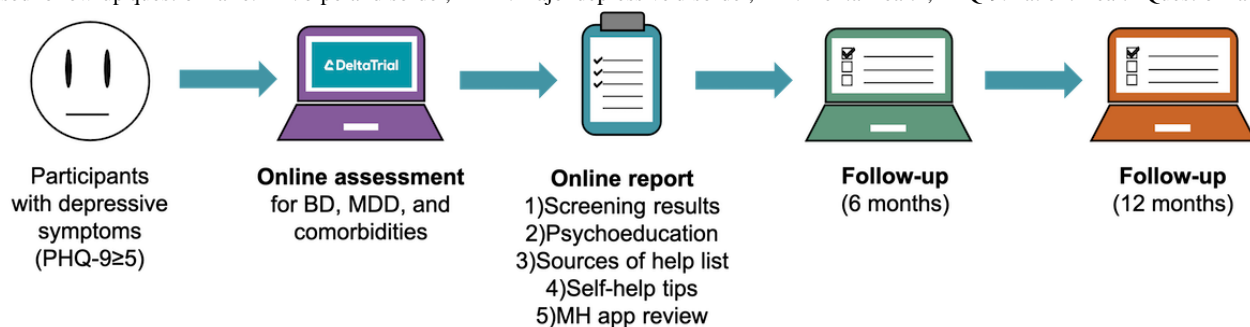 DeltaTrial
Participants
with depressive
symptoms
(PHQ-9≥5)
Online assessment
for BD, MDD, and
comorbidities
Online report
1)Screening results
2)Psychoeducation
3)Sources of help list
4)Self-help tips
5)MH app review
Follow-up
(6 months)
Follow-up
(12 months)